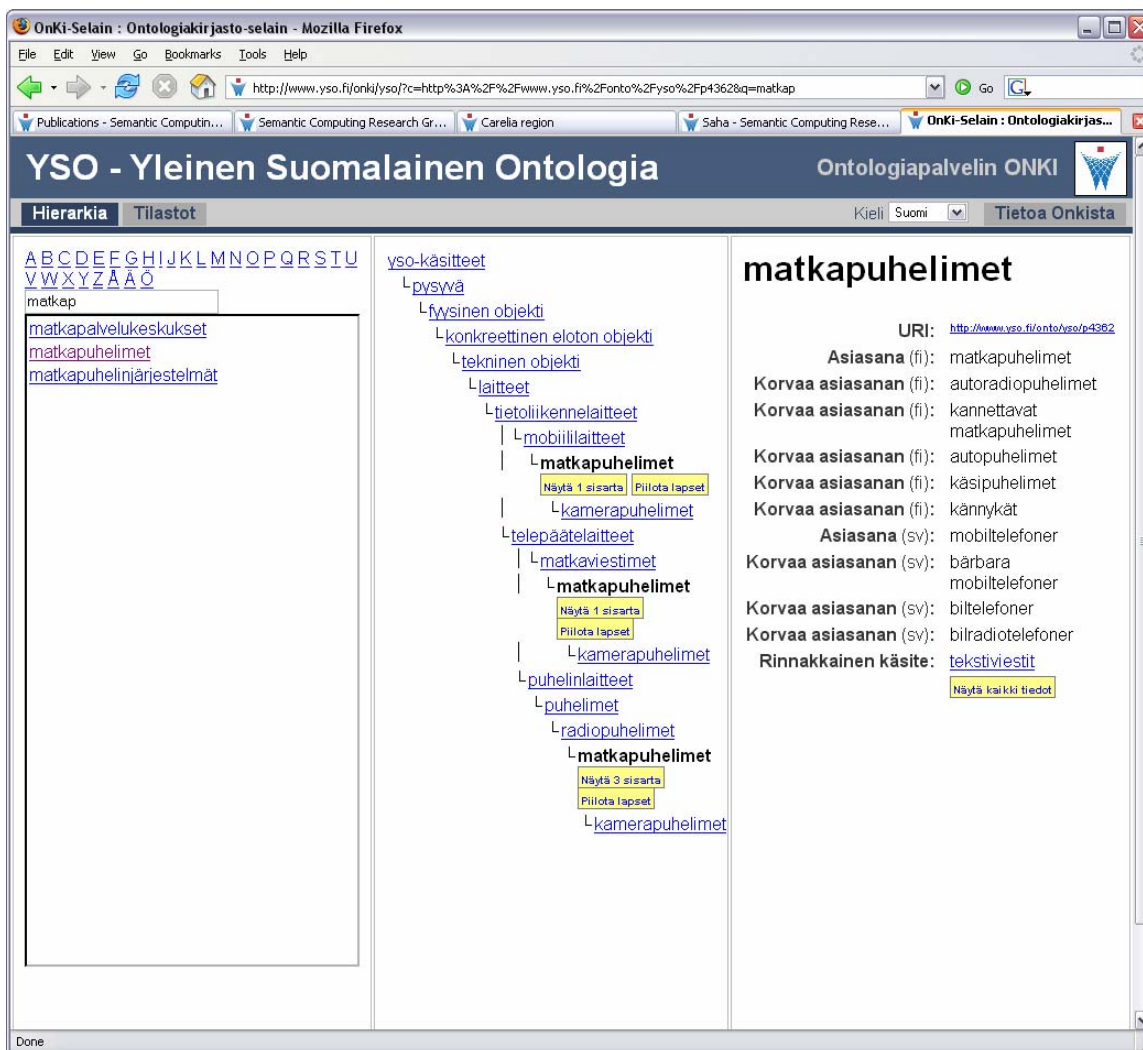 OnKi-Selain : Ontologiakirjasto-selain - Mozilla Firefox
File Edit View Go Bookmarks Tools Help
http://www.yso.fi/onki/yso/?c=http%3A%2F%2Fwww.yso.fi%2Fonto%2Fyso%2Fp4362&q=matkap
Go
Publications - Semantic Computin... Semantic Computing Research Gr... Carelia region Saha - Semantic Computing Rese... OnKi-Selain : Ontologiakirjas...
YSO - Yleinen Suomalainen Ontologia
Ontologiapalvelin ONKI
Hierarkia Tilastot
Kieli Suomi Tietoa Onkista
A B C D E F G H I J K L M N O P Q R S T U
V W X Y Z Å Ä Ö
matkap
matkapalvelukeskukset
matkapuhelimet
matkapuhelinjärjestelmät
yso-käsitteet
pysyvä
fyysinen objekti
konkreettinen eloton objekti
tekninen objekti
laitteet
tietoliikennelaitteet
mobiililaitteet
matkapuhelimet
Näytä 1 sisarta Piilota lapset
kamerapuhelimet
telepäätelaitteet
matkaviestimet
matkapuhelimet
Näytä 1 sisarta
Piilota lapset
kamerapuhelimet
puhelinlaitteet
puhelimet
radiopuhelimet
matkapuhelimet
Näytä 3 sisarta
Piilota lapset
kamerapuhelimet
matkapuhelimet
URI: http://www.yso.fi/onto/yso/p4362
Asiasana (fi): matkapuhelimet
Korvaa asiasanan (fi): autoradiopuhelimet
Korvaa asiasanan (fi): kannettavat
matkapuhelimet
Korvaa asiasanan (fi): autopuhelimet
Korvaa asiasanan (fi): käsipuhelimet
Korvaa asiasanan (fi): kännykät
Asiasana (sv): mobiltelefoner
Korvaa asiasanan (sv): bärbara
mobiltelefoner
Korvaa asiasanan (sv): biltelefoner
Korvaa asiasanan (sv): bilradiotelefoner
Rinnakkainen käsite: tekstiviestit
Näytä kaikki tiedot
Done